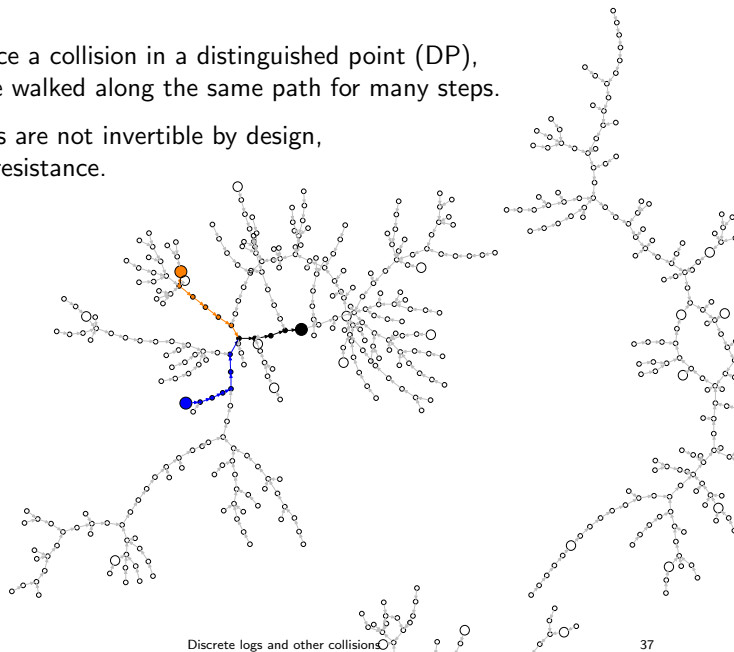 ce a collision in a distinguished point (DP),
e walked along the same path for many steps.
s are not invertible by design,
resistance.
Discrete logs and other collisions
37